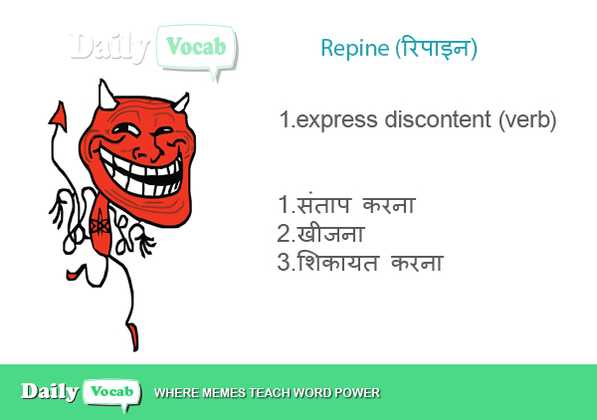 Daily Vocab
Repine (रिपाइन)
1.express discontent (verb)
1.संताप करना
2.खीजना
3.शिकायत करना
Daily Vocab WHERE MEMES TEACH WORD POWER